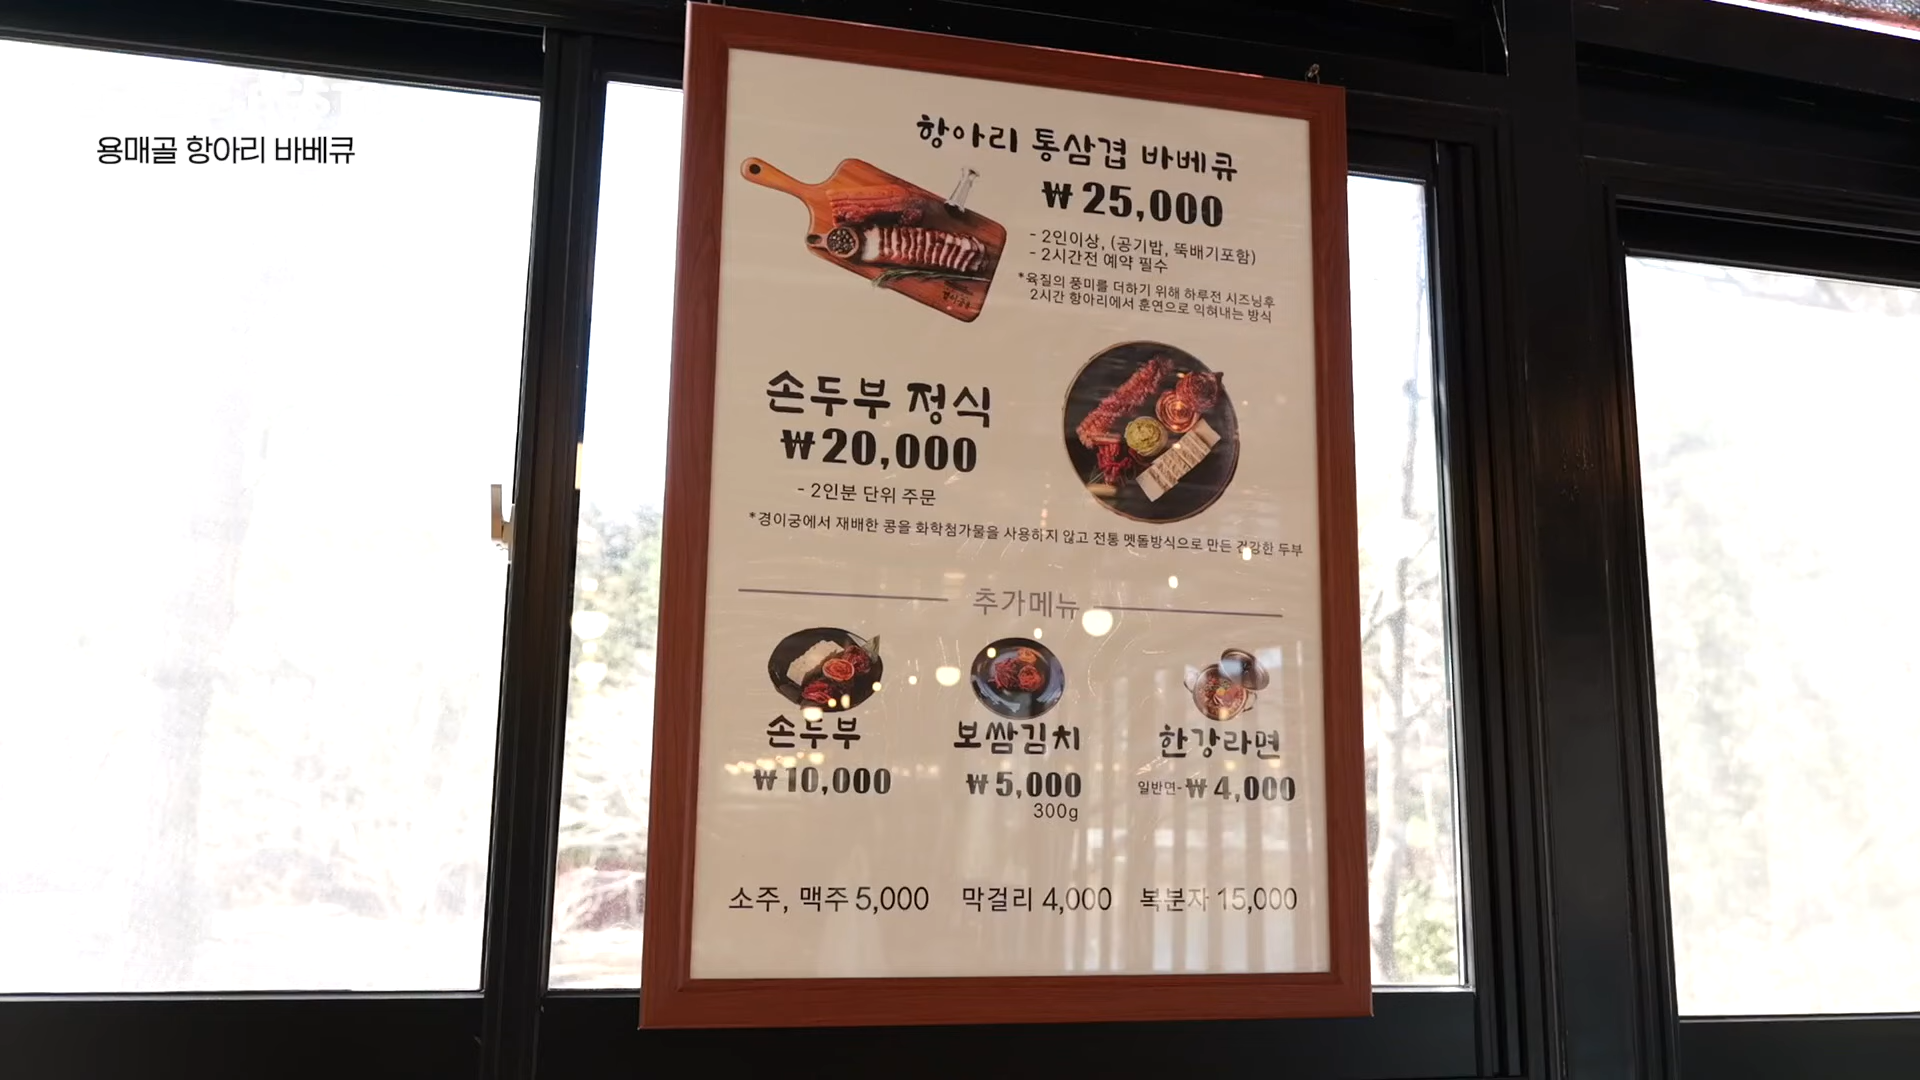 용매골 항아리 바베큐
항아리 통삼겹 바베큐
₩25,000
- 2인이상, (공기밥, 뚝배기포함)
- 2시간전 예약 필수
*육질의 풍미를 더하기 위해 하루전 시즈닝후
2시간 항아리에서 훈연으로 익혀내는 방식
손두부 정식
₩20,000
- 2인분 단위 주문
*경이궁에서 재배한 콩을 화학첨가물을 사용하지 않고 전통 멧돌방식으로 만든 건강한 두부
추가메뉴
손두부
₩10,000
보쌈김치
₩5,000
300g
한강라면
일반면-₩4,000
소주, 맥주 5,000 막걸리 4,000 복분자 15,000